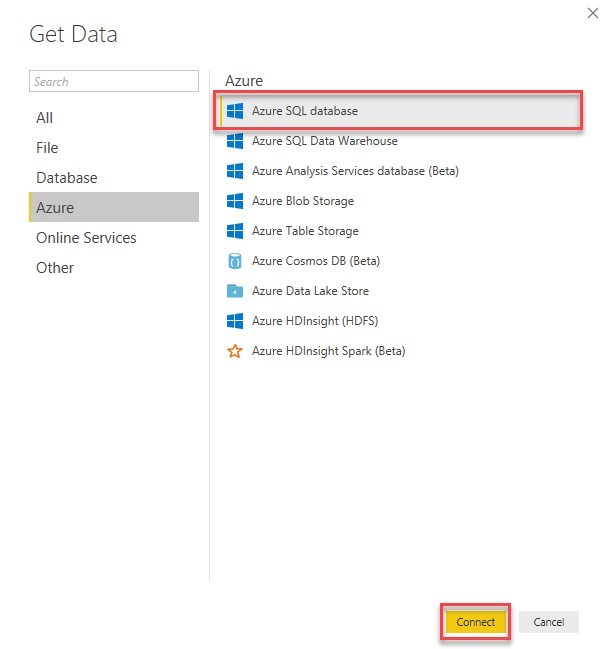 Get Data
Search
All
File
Database
Azure
Online Services
Other
Azure
Azure SQL database
Azure SQL Data Warehouse
Azure Analysis Services database (Beta)
Azure Blob Storage
Azure Table Storage
Azure Cosmos DB (Beta)
Azure Data Lake Store
Azure HDInsight (HDFS)
Azure HDInsight Spark (Beta)
Connect
Cancel